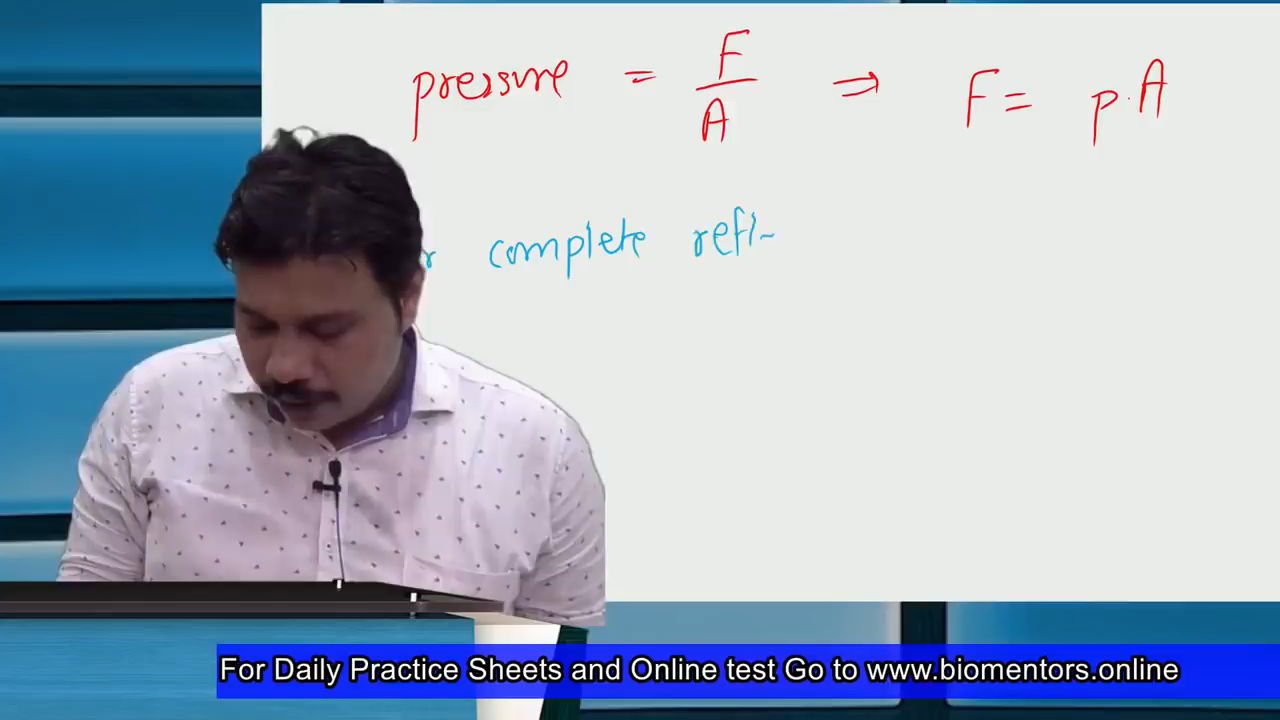 pressure = F/A ⇒ F = p.A
complete refl-
For Daily Practice Sheets and Online test Go to www.biomentors.online